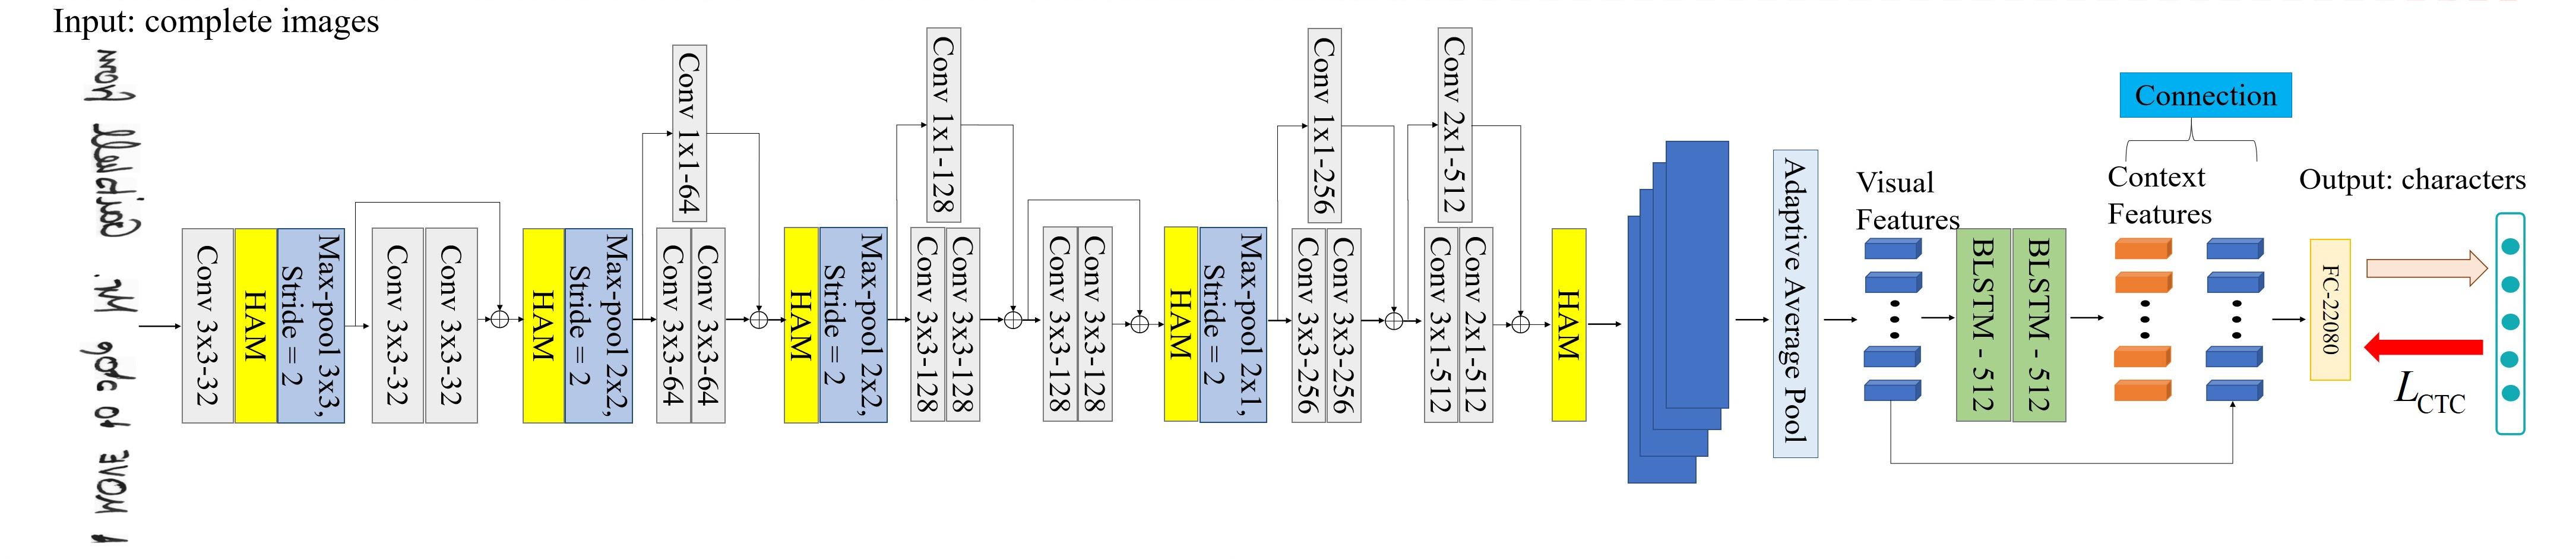 Input: complete images
A MOVE to stop Mr. Gaitskell from
Conv 3x3-32
HAM
Max-pool 3x3,
Stride = 2
Conv 3x3-32
Conv 3x3-32
HAM
Max-pool 2x2,
Stride = 2
Conv 1x1-64
Conv 3x3-64
Conv 3x3-64
HAM
Max-pool 2x2,
Stride = 2
Conv 1x1-128
Conv 3x3-128
Conv 3x3-128
Conv 3x3-128
Conv 3x3-128
HAM
Max-pool 2x1,
Stride = 2
Conv 1x1-256
Conv 3x3-256
Conv 3x3-256
Conv 2x1-512
Conv 3x1-512
Conv 2x1-512
HAM
Adaptive Average Pool
Visual
Features
BLSTM - 512
BLSTM - 512
Connection
Context
Features
FC-22080
Output: characters
L_CTC